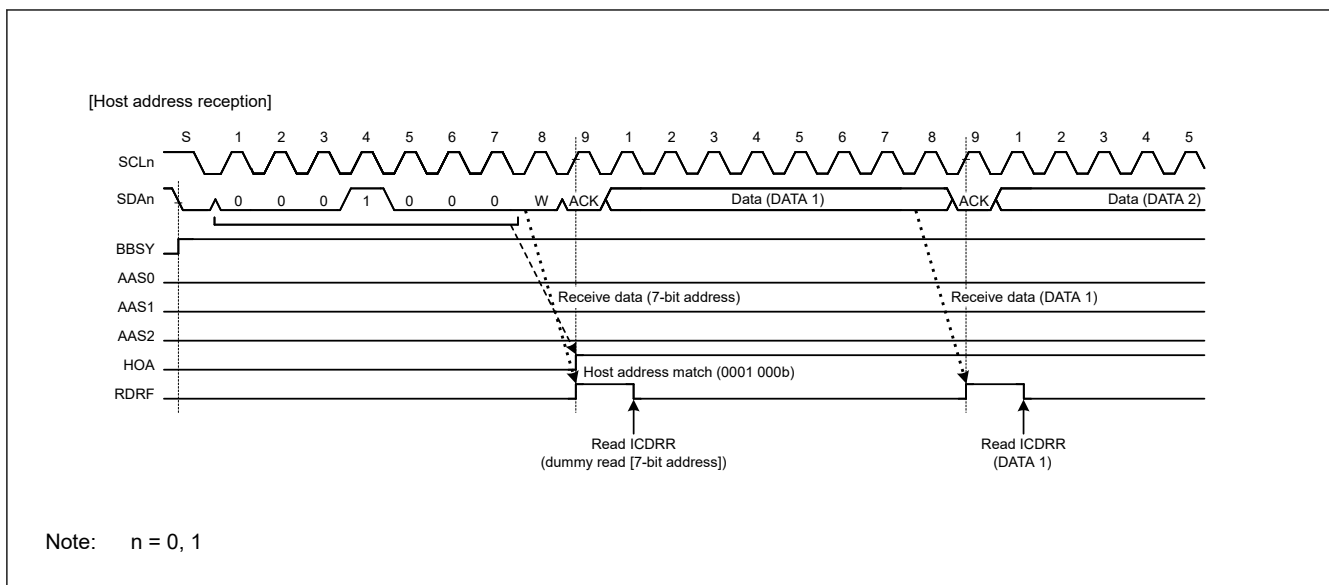 [Host address reception]
S 1 2 3 4 5 6 7 8 9 1 2 3 4 5 6 7 8 9 1 2 3 4 5
SCLn
SDAn 0 0 0 1 0 0 0 W ACK Data (DATA 1) ACK Data (DATA 2)
BBSY
AAS0
Receive data (7-bit address) Receive data (DATA 1)
AAS1
AAS2
HOA
Host address match (0001 000b)
RDRF
Read ICDRR Read ICDRR
(dummy read [7-bit address]) (DATA 1)
Note: n = 0, 1